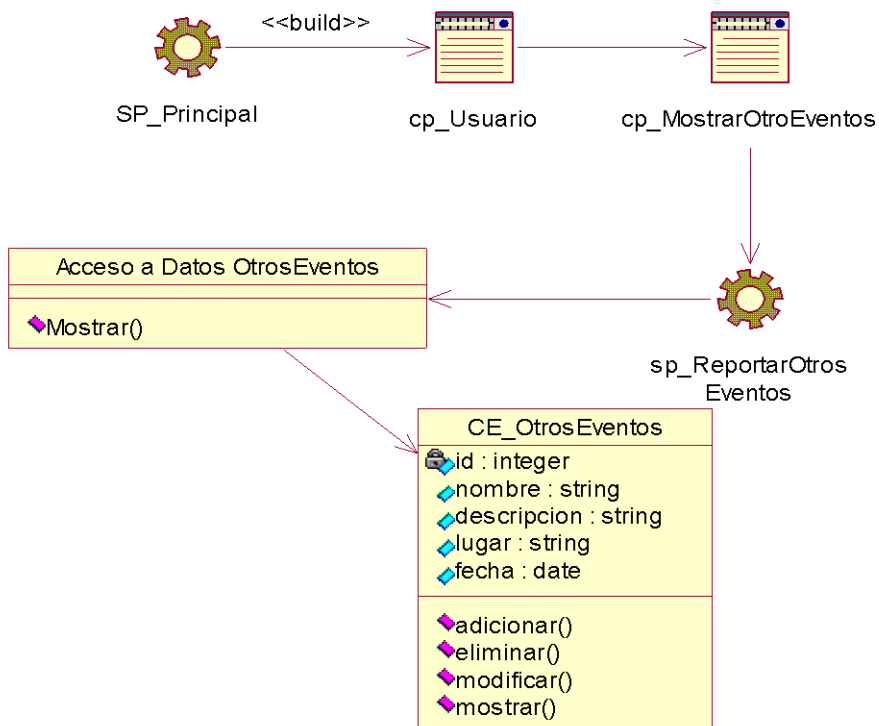 <<build>>
SP_Principal
cp_Usuario
cp_MostrarOtroEventos
Acceso a Datos OtrosEventos
Mostrar()
sp_ReportarOtros
Eventos
CE_OtrosEventos
id : integer
nombre : string
descripcion : string
lugar : string
fecha : date
adicionar()
eliminar()
modificar()
mostrar()